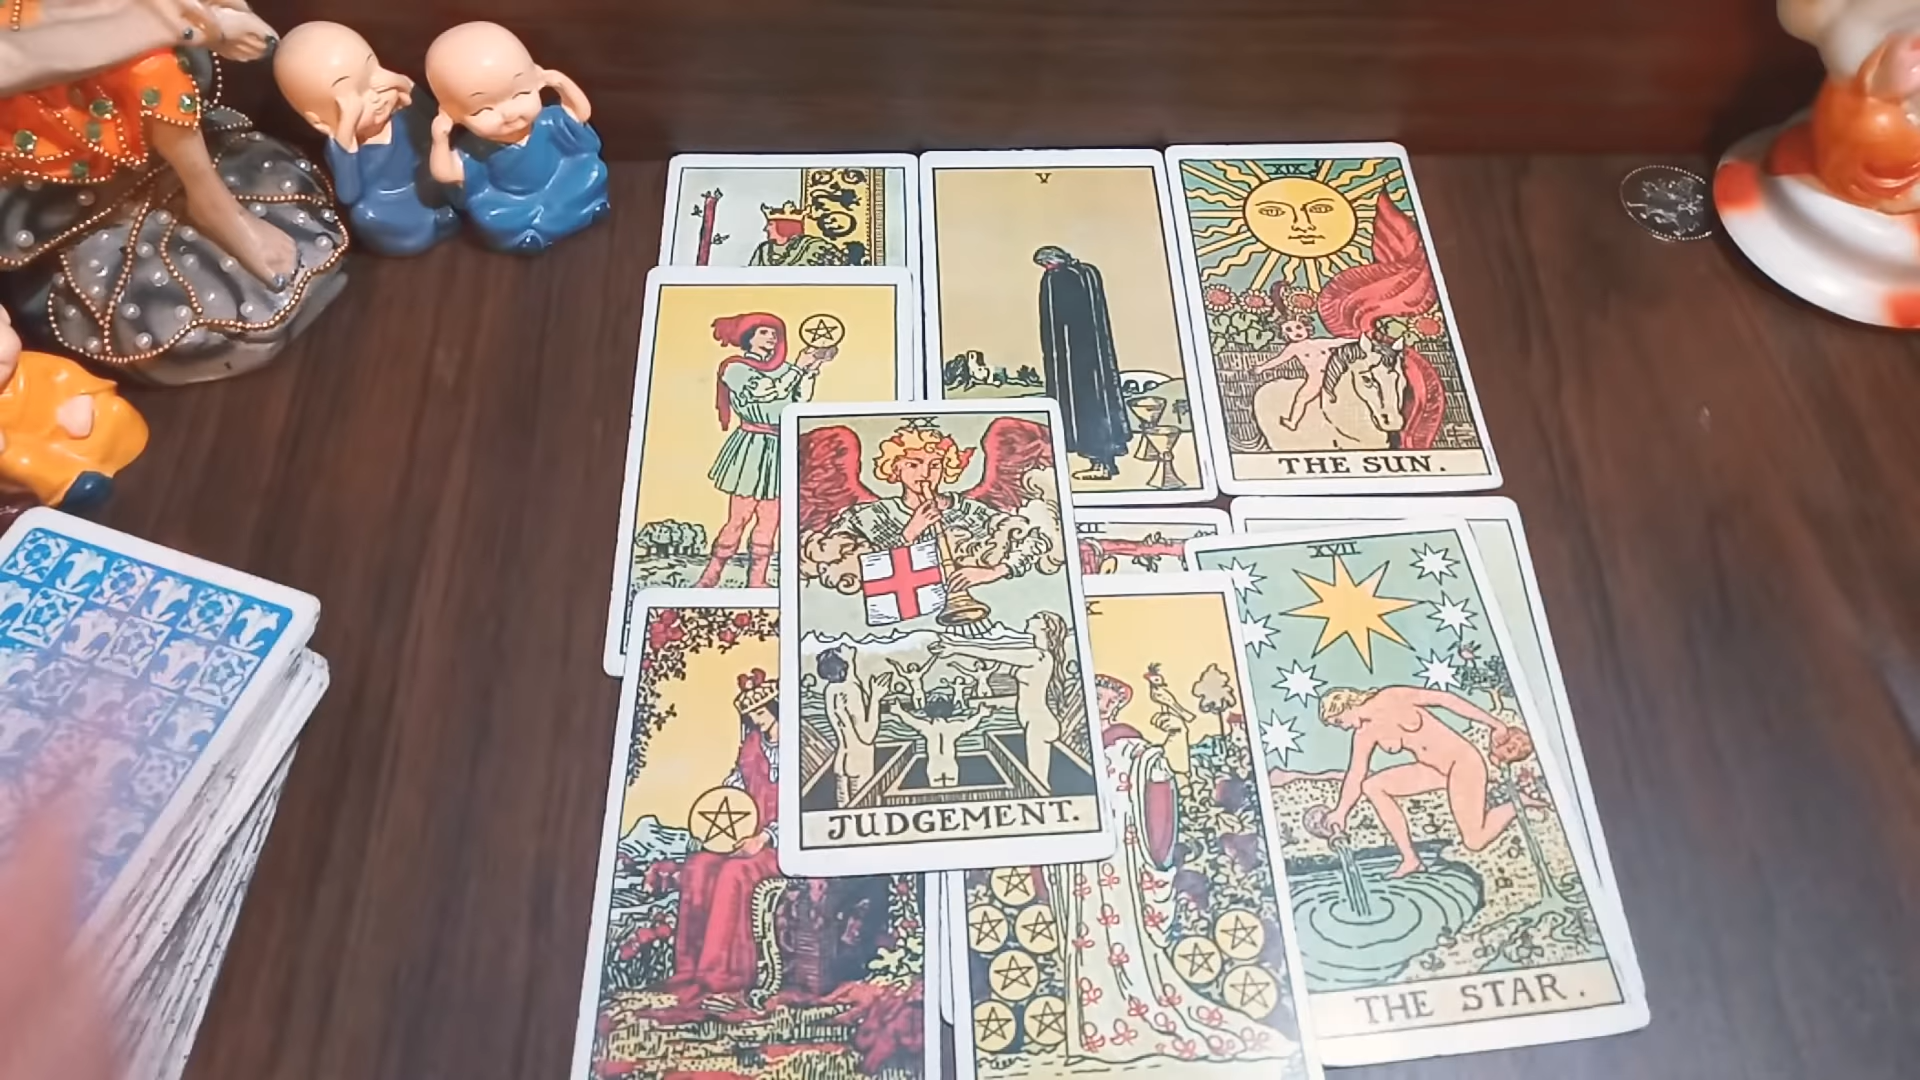 V
XIX
THE SUN.
XX
JUDGEMENT.
XVII
THE STAR.